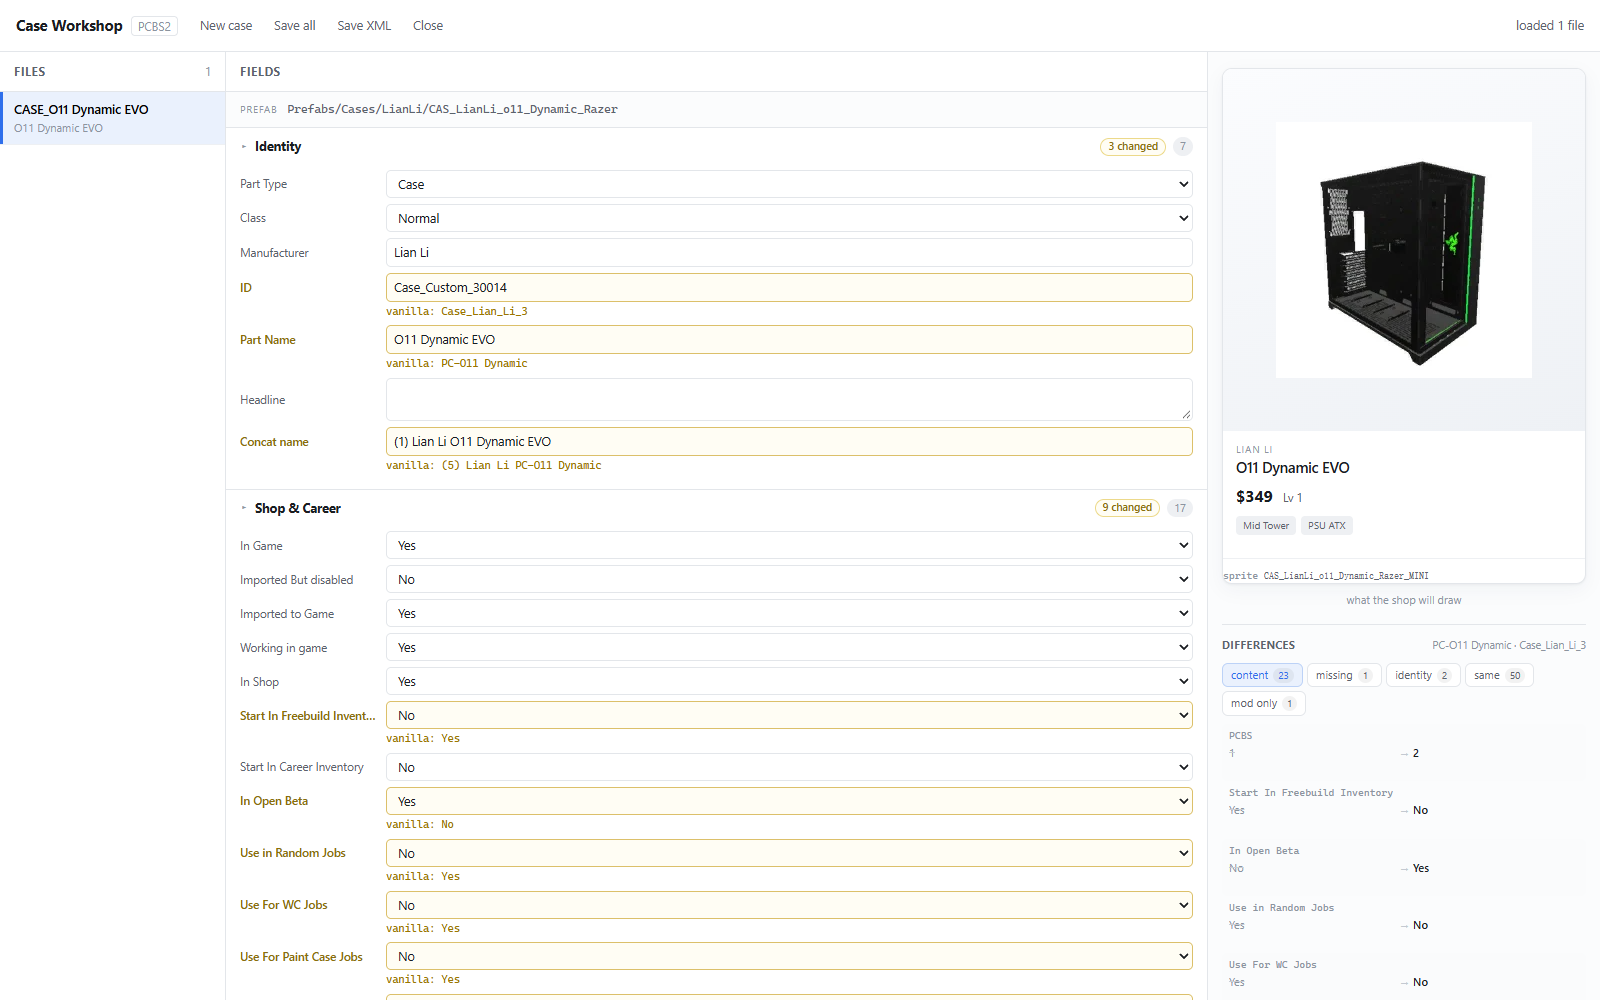 Case Workshop PCBS2 New case Save all Save XML Close loaded 1 file
FILES 1
CASE_O11 Dynamic EVO
O11 Dynamic EVO
FIELDS
PREFAB Prefabs/Cases/LianLi/CAS_LianLi_o11_Dynamic_Razer
Identity 3 changed 7
Part Type Case
Class Normal
Manufacturer Lian Li
ID Case_Custom_30014
vanilla: Case_Lian_Li_3
Part Name O11 Dynamic EVO
vanilla: PC-O11 Dynamic
Headline
Concat name (1) Lian Li O11 Dynamic EVO
vanilla: (5) Lian Li PC-O11 Dynamic
Shop & Career 9 changed 17
In Game Yes
Imported But disabled No
Imported to Game Yes
Working in game Yes
In Shop Yes
Start In Freebuild Invent... No
vanilla: Yes
Start In Career Inventory No
In Open Beta Yes
vanilla: No
Use in Random Jobs No
vanilla: Yes
Use For WC Jobs No
vanilla: Yes
Use For Paint Case Jobs No
vanilla: Yes
LIAN LI
O11 Dynamic EVO
$349 Lv 1
Mid Tower PSU ATX
sprite CAS_LianLi_o11_Dynamic_Razer_MINI
what the shop will draw
DIFFERENCES PC-O11 Dynamic · Case_Lian_Li_3
content 23 missing 1 identity 2 same 50
mod only 1
PCBS
1 → 2
Start In Freebuild Inventory
Yes → No
In Open Beta
No → Yes
Use in Random Jobs
Yes → No
Use For WC Jobs
Yes → No